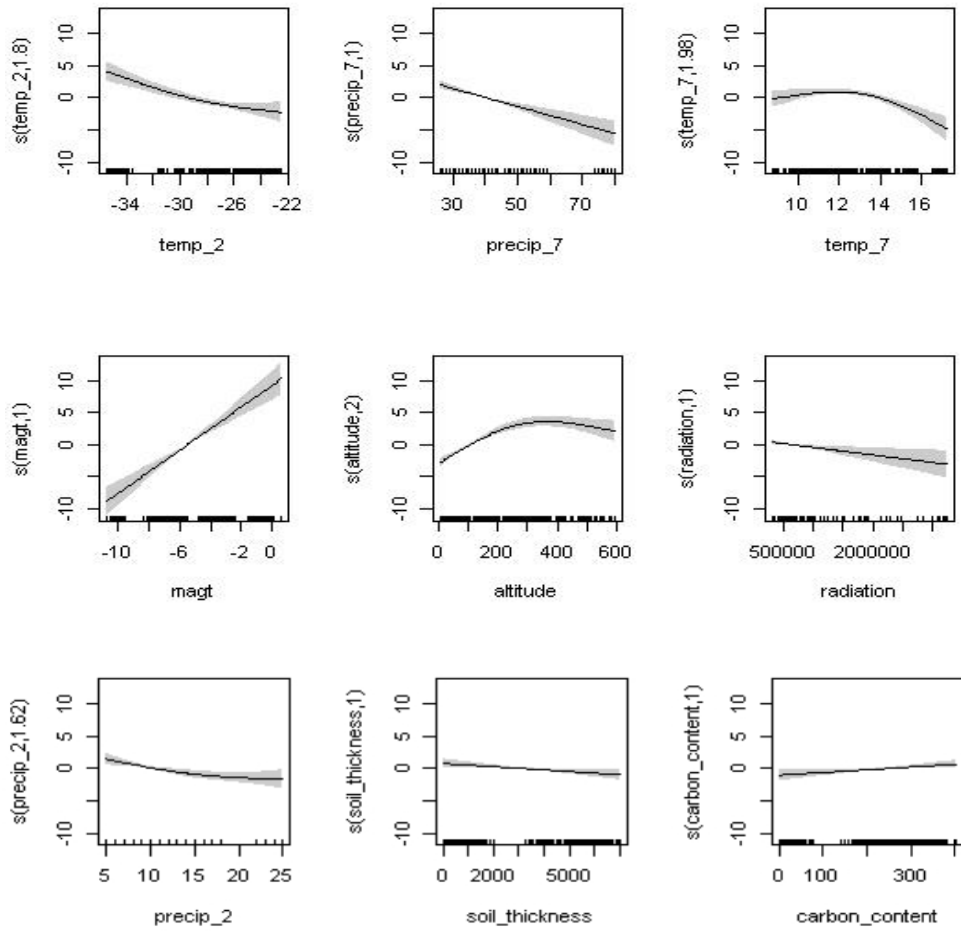 s(temp_2,1.8)
10
5
0
-10
-34 -30 -26 -22
temp_2
s(precip_7,1)
10
5
0
-10
30 50 70
precip_7
s(temp_7,1.98)
10
5
0
-10
10 12 14 16
temp_7
s(magt,1)
10
5
0
-10
-10 -6 -2 0
magt
s(altitude,2)
10
5
0
-10
0 200 400 600
altitude
s(radiation,1)
10
5
0
-10
500000 2000000
radiation
s(precip_2,1.62)
10
5
0
-10
5 10 15 20 25
precip_2
s(soil_thickness,1)
10
5
0
-10
0 2000 5000
soil_thickness
s(carbon_content,1)
10
5
0
-10
0 100 300
carbon_content